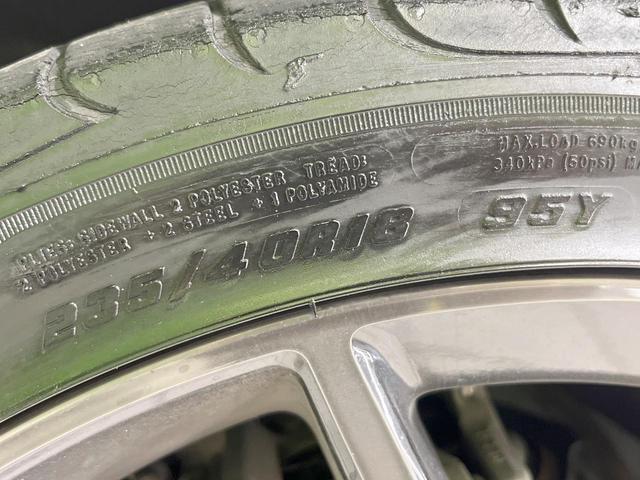 PLIES: SIDEWALL 2 POLYESTER TREAD:
2 POLYESTER + 2 STEEL + 1 POLYAMIDE
235/40R18 95Y
MAX.LOAD 690kg
340kPa (50psi)